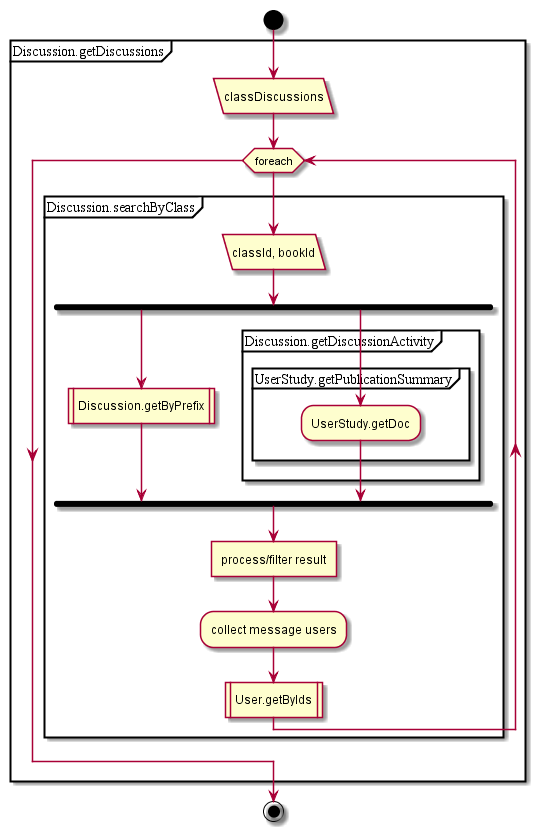 Discussion.getDiscussions
classDiscussions
foreach
Discussion.searchByClass
classId, bookId
Discussion.getDiscussionActivity
UserStudy.getPublicationSummary
Discussion.getByPrefix
UserStudy.getDoc
process/filter result
collect message users
User.getByIds